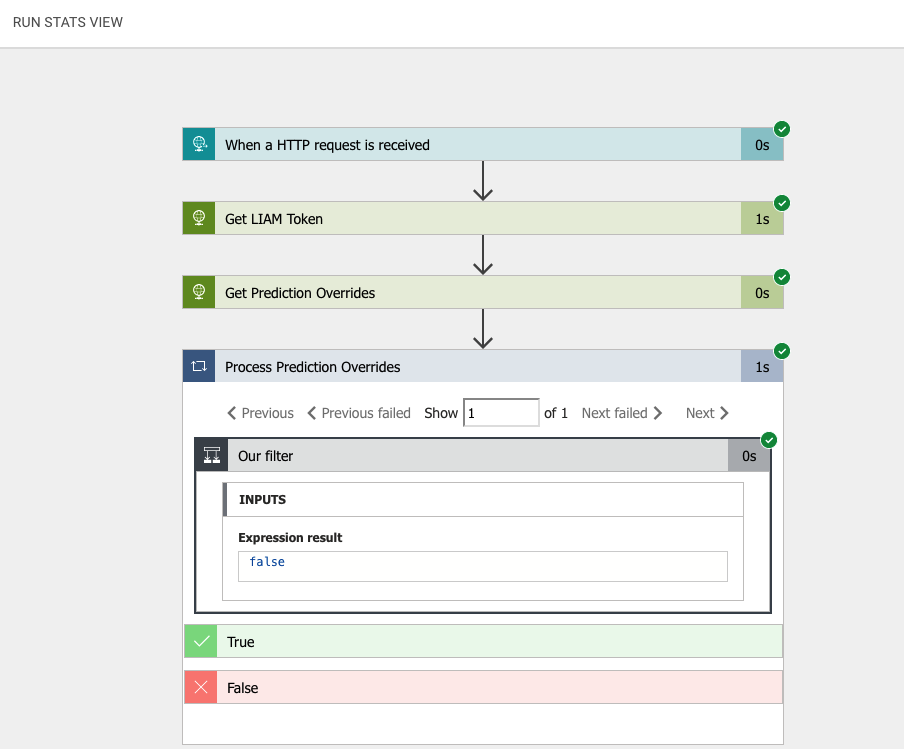 RUN STATS VIEW
When a HTTP request is received 0s
Get LIAM Token 1s
Get Prediction Overrides 0s
Process Prediction Overrides 1s
Previous Previous failed Show 1 of 1 Next failed Next
Our filter 0s
INPUTS
Expression result
false
True
False